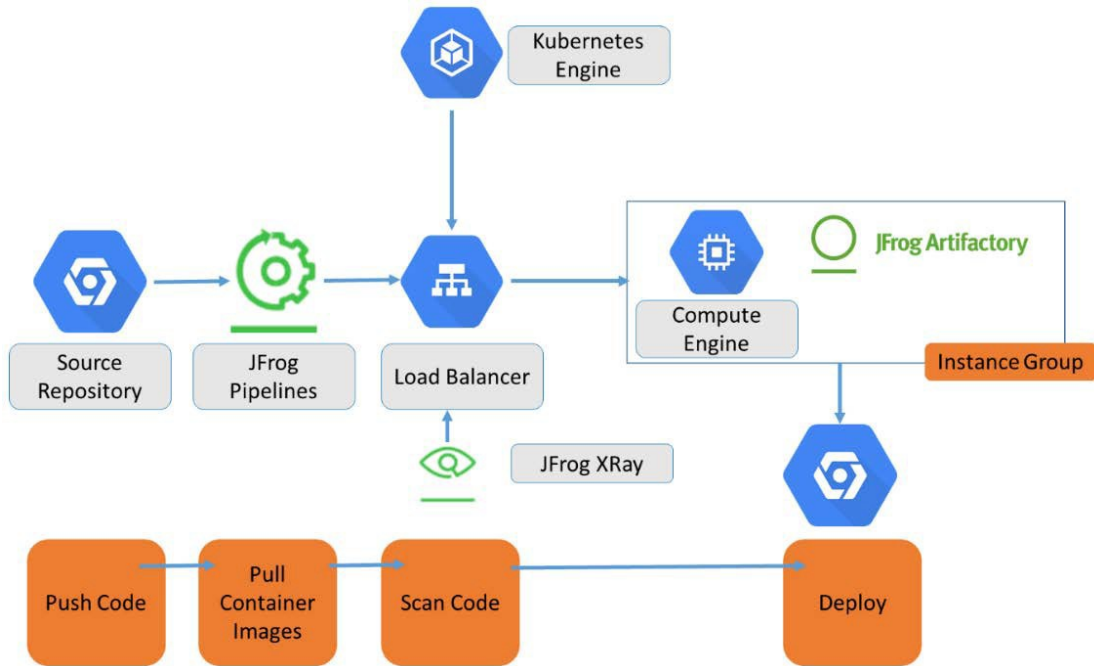 Kubernetes
Engine
JFrog Artifactory
Compute
Engine
Instance Group
Source
Repository
JFrog
Pipelines
Load Balancer
JFrog XRay
Push Code
Pull
Container
Images
Scan Code
Deploy